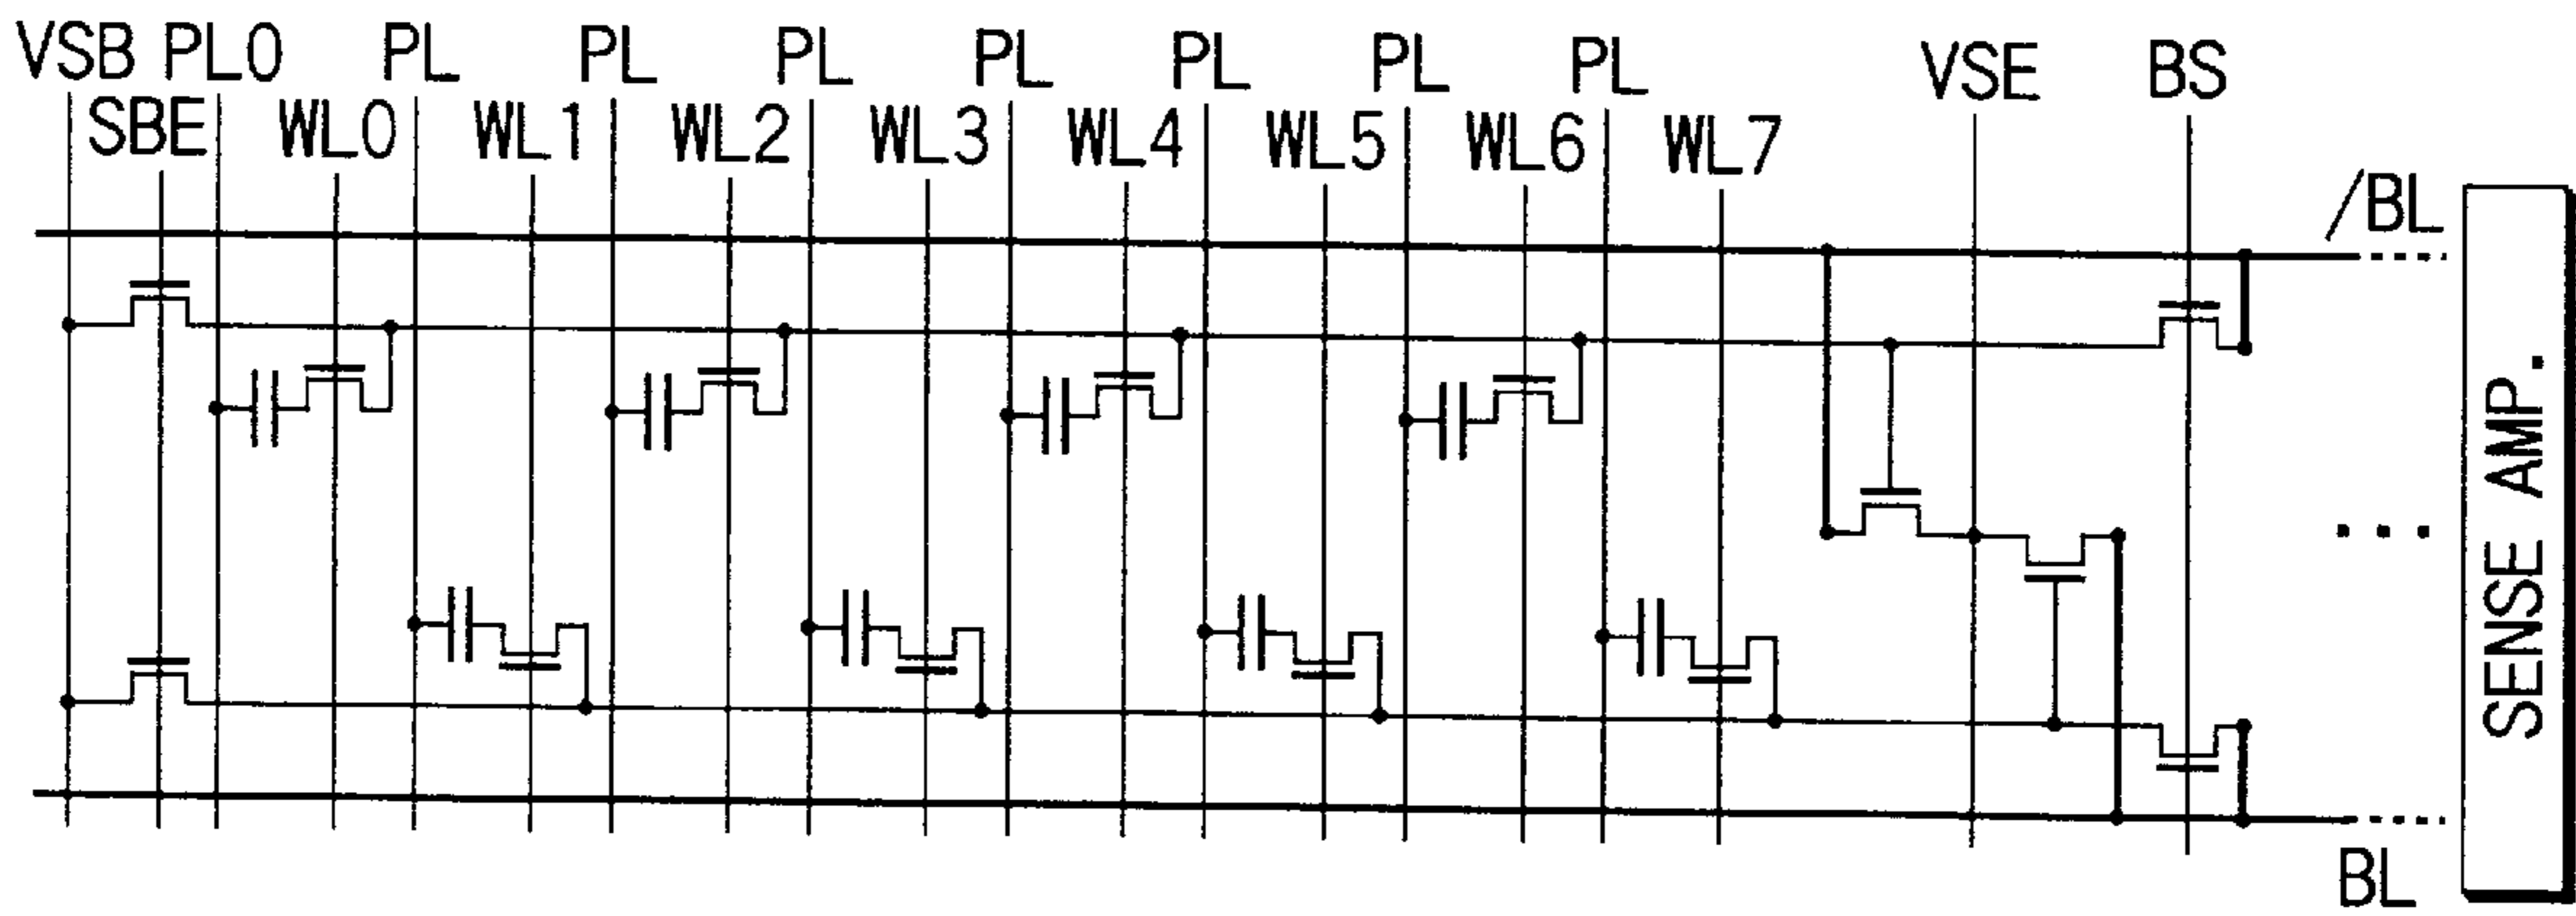 VSB PL0 PL PL PL PL PL PL PL VSE BS
SBE WL0 WL1 WL2 WL3 WL4 WL5 WL6 WL7
/BL
SENSE AMP.
BL